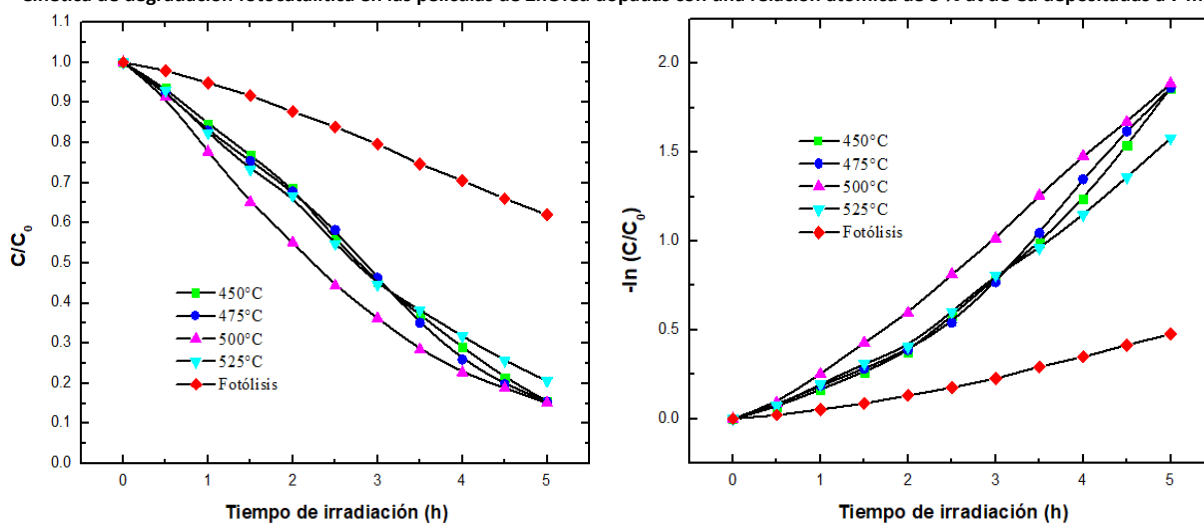 Cinética de degradación fotocatalítica en las películas de dopadas con una relación atómica de % at de depositadas a
1.1
1.0
0.9
0.8
0.7
0.6
0.5
0.4
0.3
0.2
0.1
0.0
C/C₀
450°C
475°C
500°C
525°C
Fotólisis
0 1 2 3 4 5
Tiempo de irradiación (h)
2.0
1.5
1.0
0.5
0.0
-ln (C/C₀)
450°C
475°C
500°C
525°C
Fotólisis
0 1 2 3 4 5
Tiempo de irradiación (h)